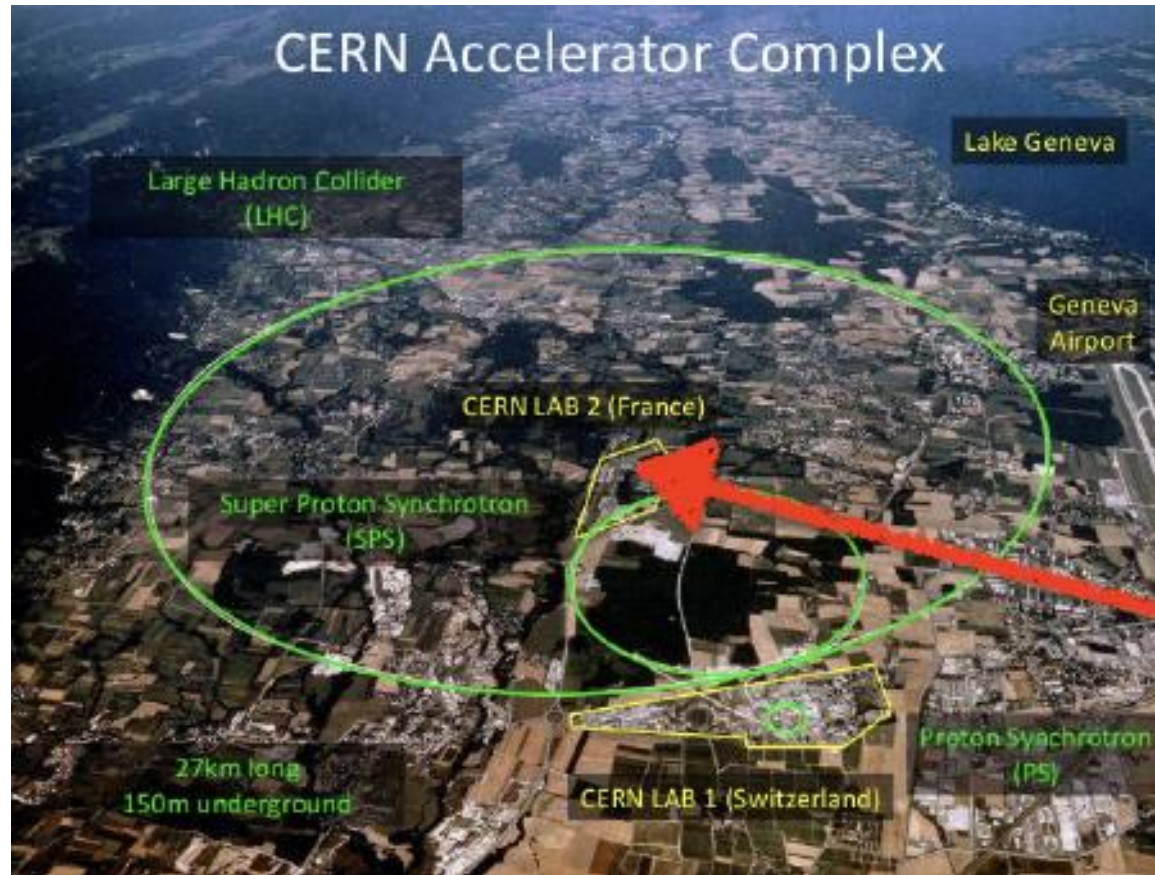 CERN Accelerator Complex
Lake Geneva
Large Hadron Collider
(LHC)
Geneva
Airport
CERN LAB 2 (France)
Super Proton Synchrotron
(SPS)
27km long
150m underground
CERN LAB 1 (Switzerland)
Proton Synchrotron
(PS)